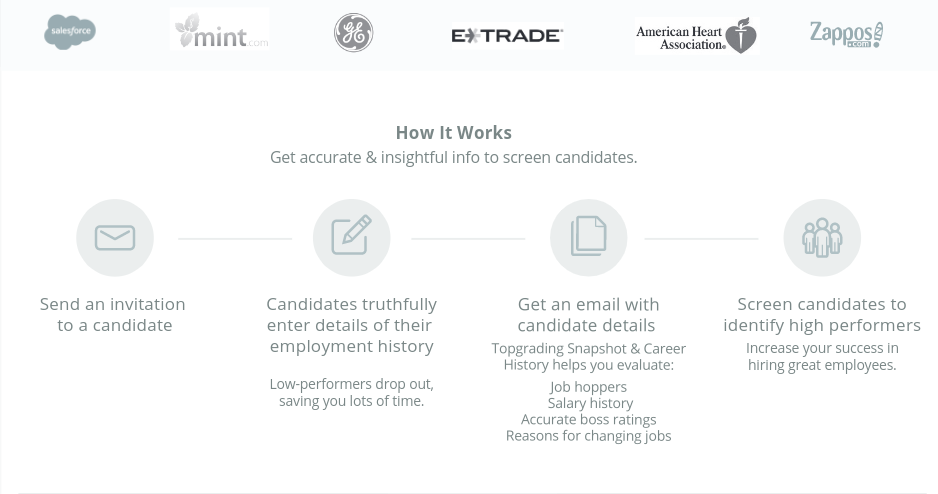 salesforce
mint.com
GE
E*TRADE®
American Heart
Association®
Zappos
.com
How It Works
Get accurate & insightful info to screen candidates.
Send an invitation
to a candidate
Candidates truthfully
enter details of their
employment history
Low-performers drop out,
saving you lots of time.
Get an email with
candidate details
Topgrading Snapshot & Career
History helps you evaluate:
Job hoppers
Salary history
Accurate boss ratings
Reasons for changing jobs
Screen candidates to
identify high performers
Increase your success in
hiring great employees.